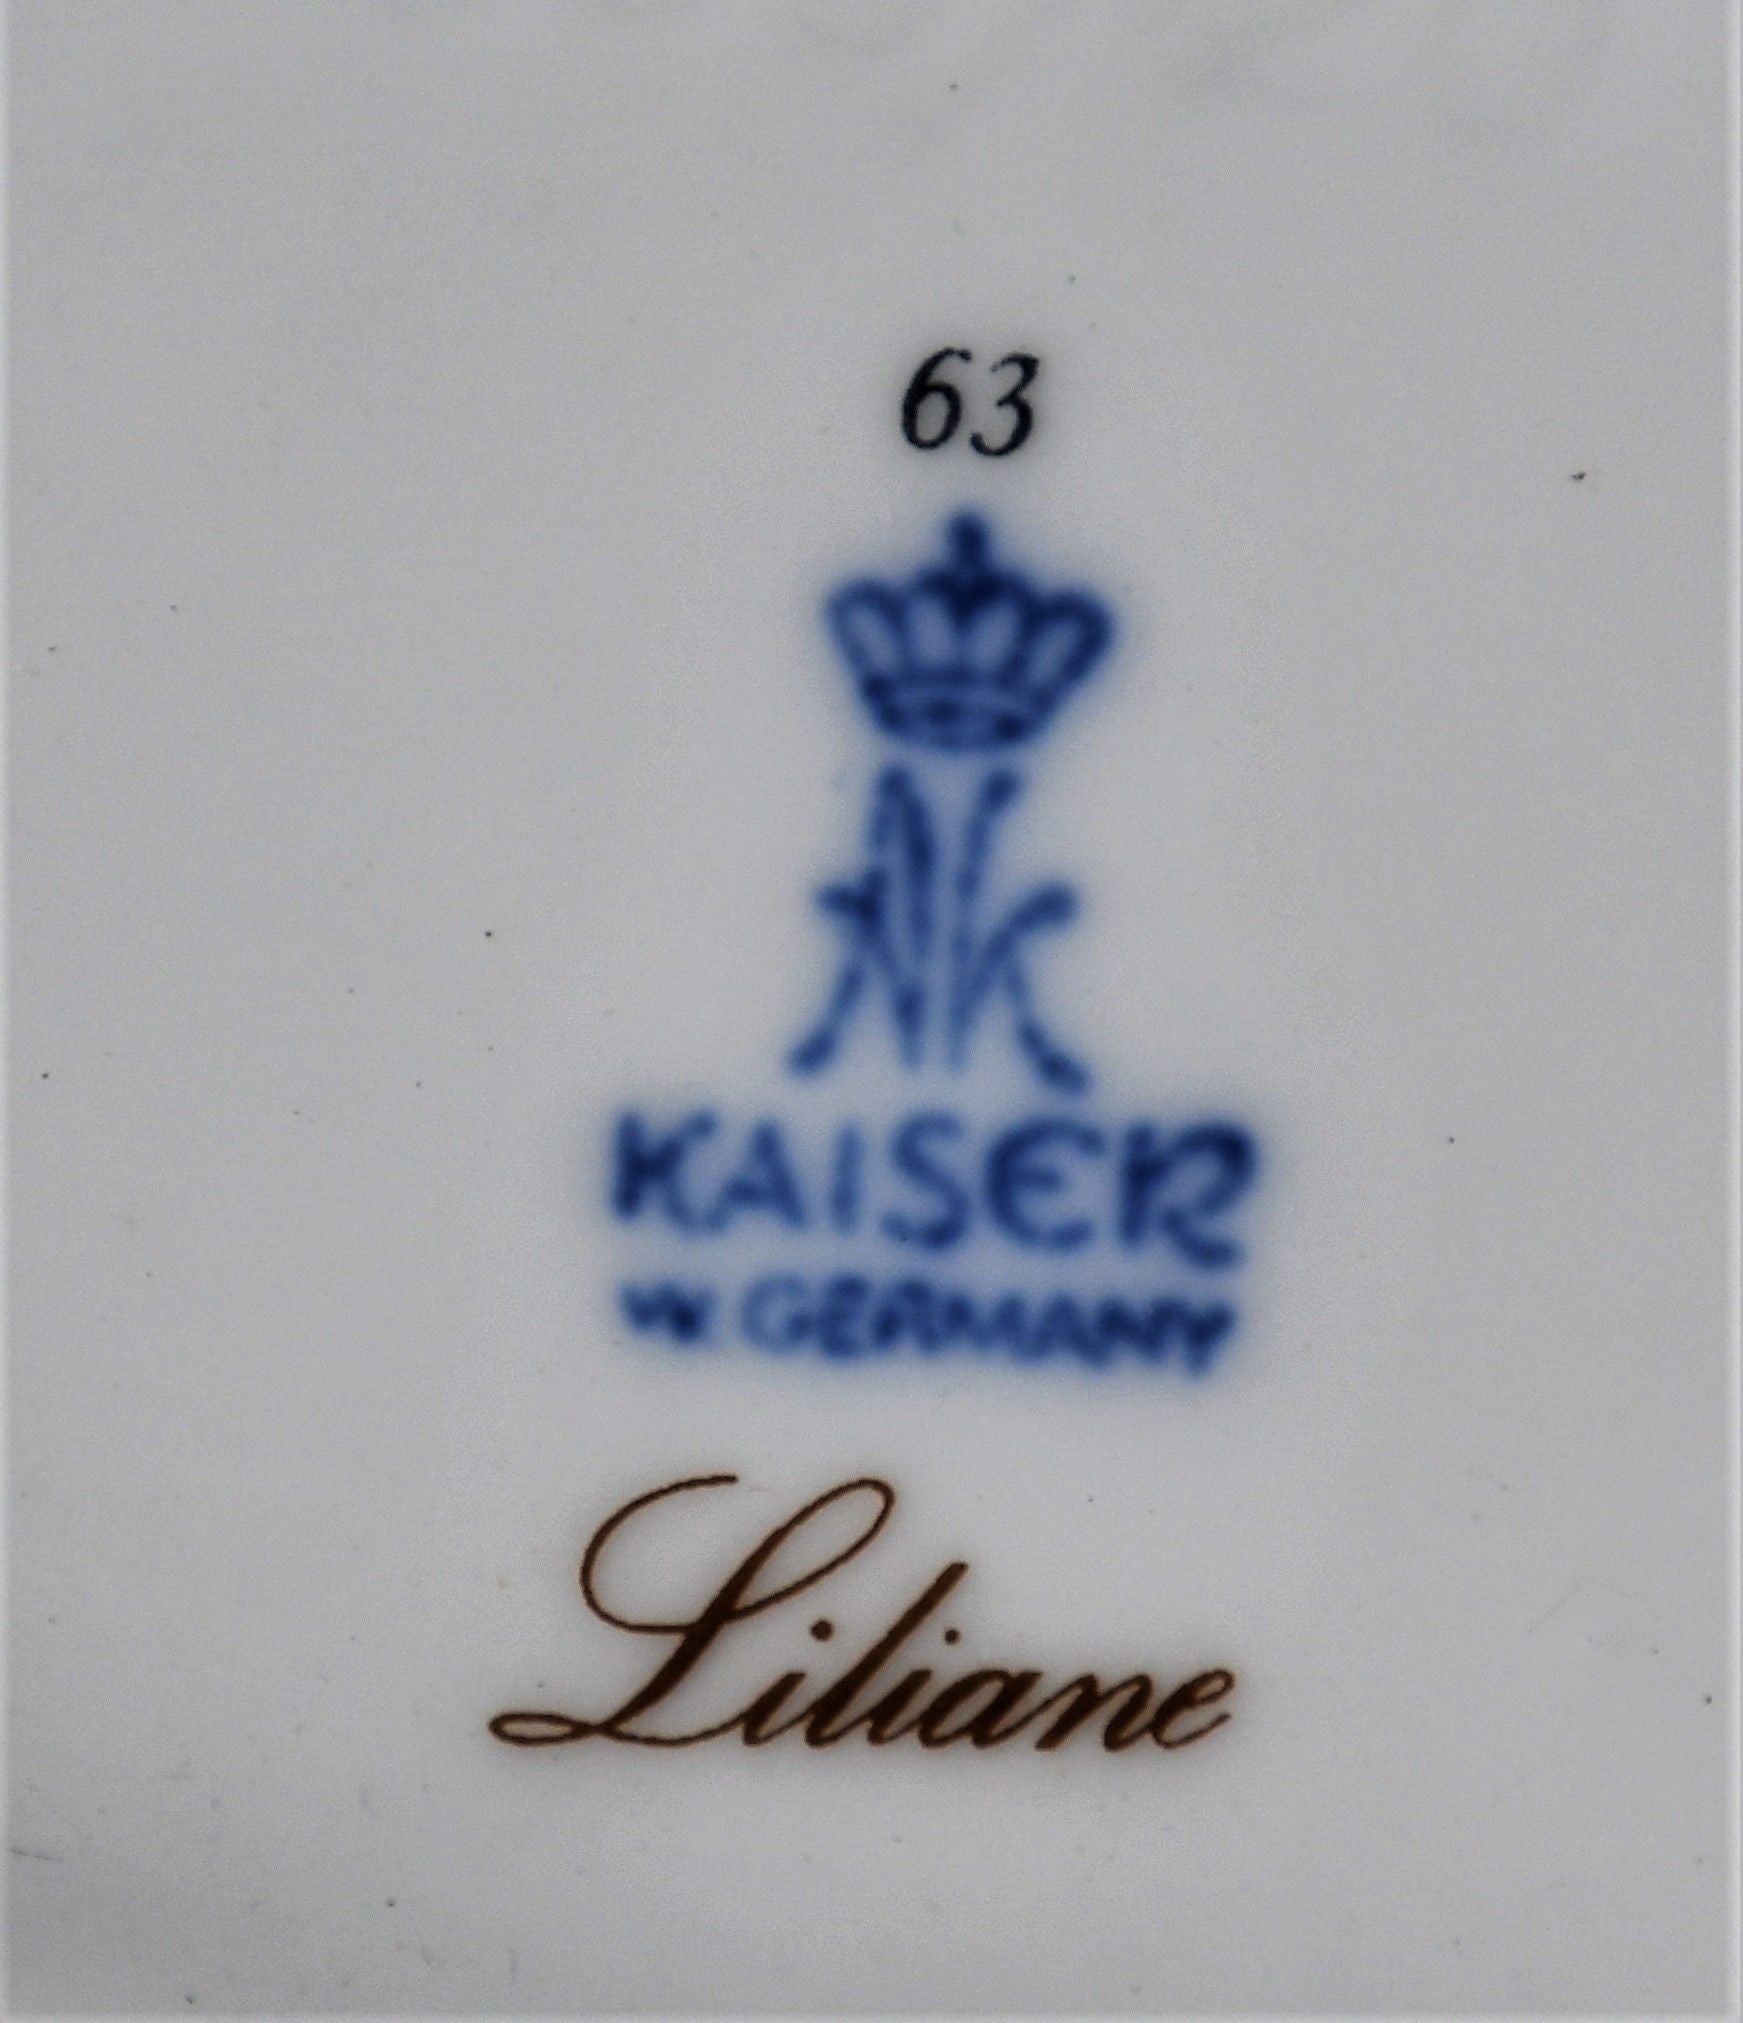 63
AK
KAISER
W. GERMANY
Liliane